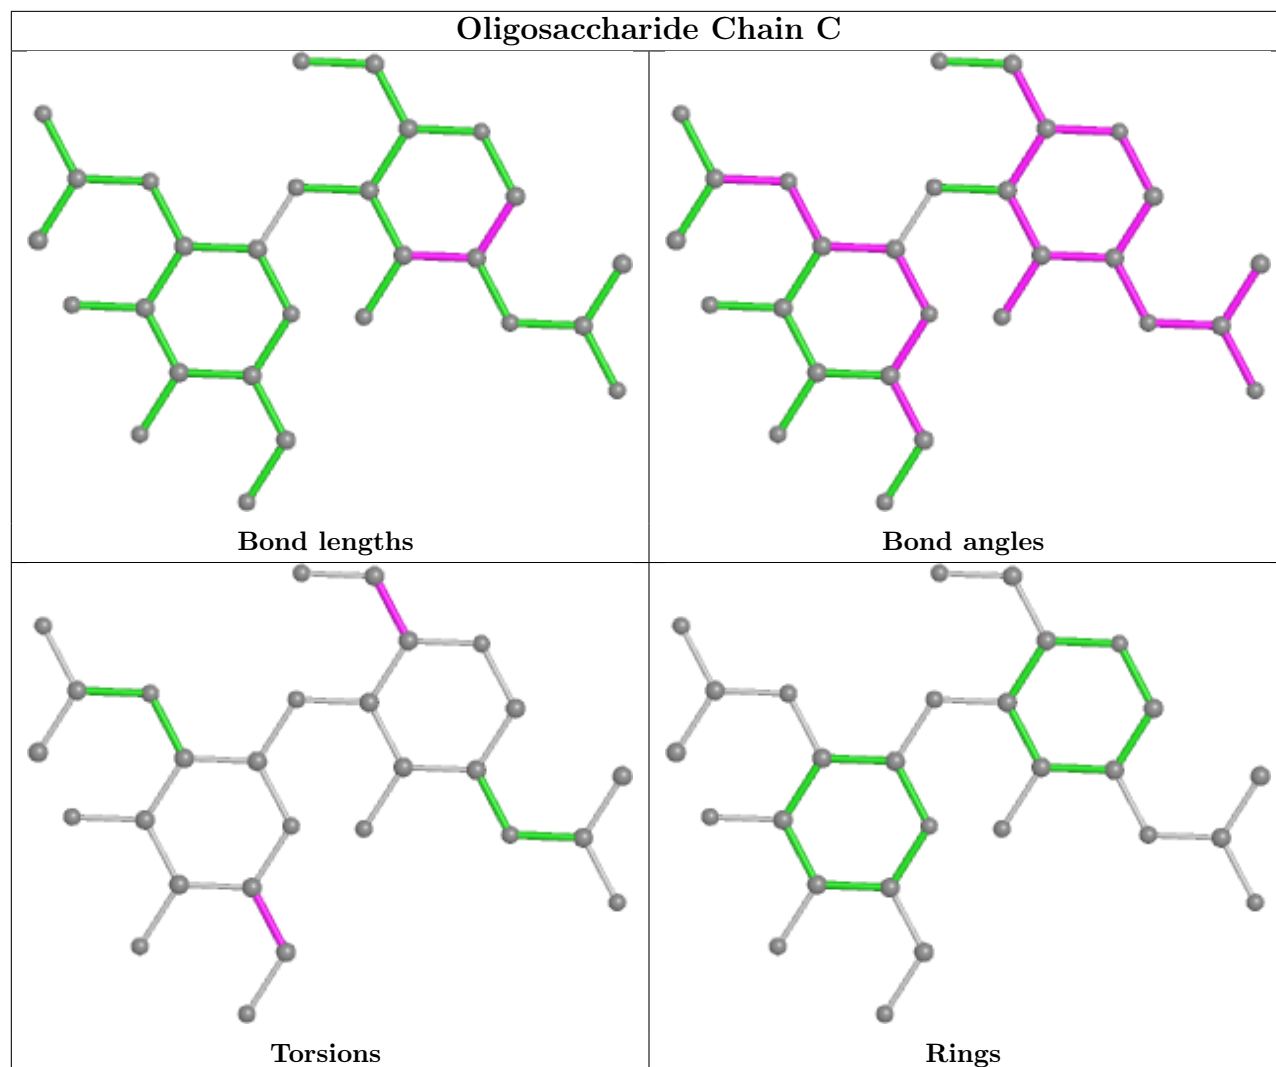 Oligosaccharide Chain C
Bond lengths
Bond angles
Torsions
Rings